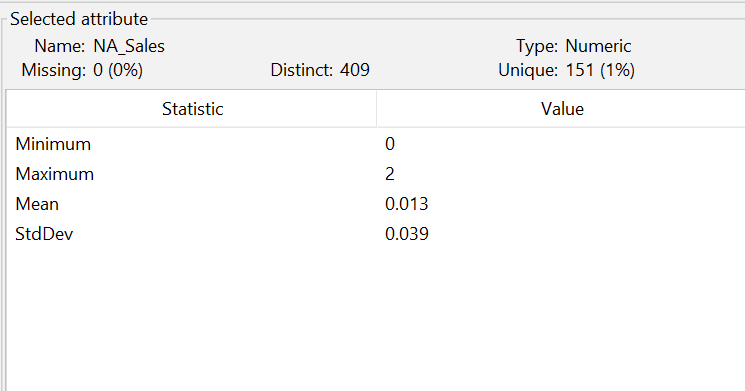 Selected attribute
Name: NA_Sales Type: Numeric
Missing: 0 (0%) Distinct: 409 Unique: 151 (1%)
Statistic Value
Minimum 0
Maximum 2
Mean 0.013
StdDev 0.039